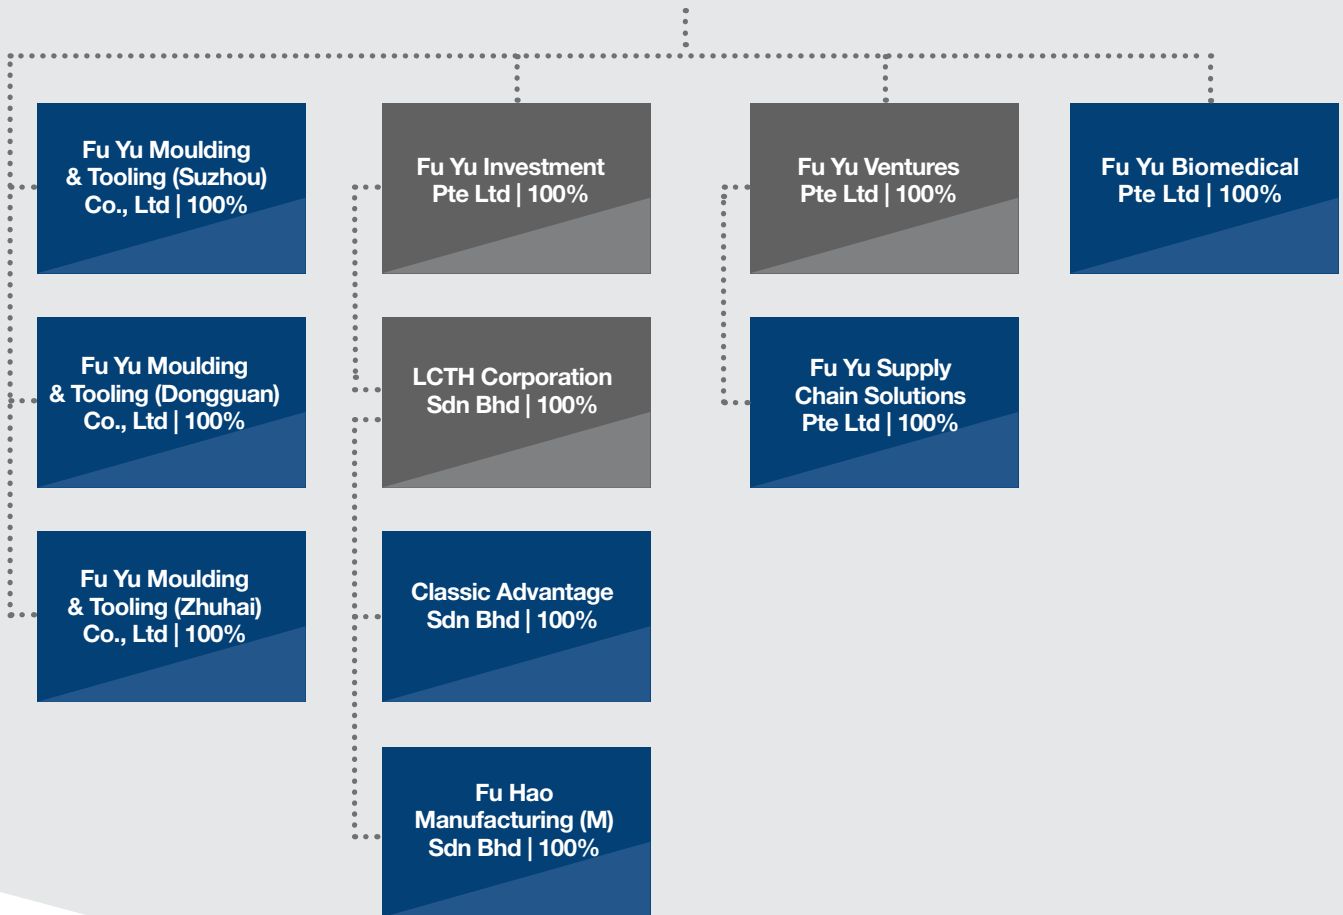 Fu Yu Moulding
& Tooling (Suzhou)
Co., Ltd | 100%
Fu Yu Moulding
& Tooling (Dongguan)
Co., Ltd | 100%
Fu Yu Moulding
& Tooling (Zhuhai)
Co., Ltd | 100%
Fu Yu Investment
Pte Ltd | 100%
LCTH Corporation
Sdn Bhd | 100%
Classic Advantage
Sdn Bhd | 100%
Fu Hao
Manufacturing (M)
Sdn Bhd | 100%
Fu Yu Ventures
Pte Ltd | 100%
Fu Yu Supply
Chain Solutions
Pte Ltd | 100%
Fu Yu Biomedical
Pte Ltd | 100%